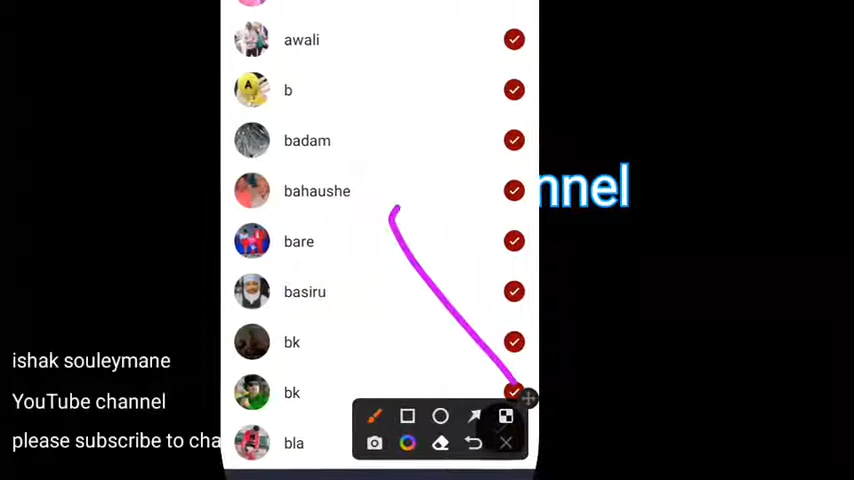 awali
b
badam
bahaushe
nnel
bare
basiru
bk
ishak souleymane
bk
YouTube channel
bla
please subscribe to cha